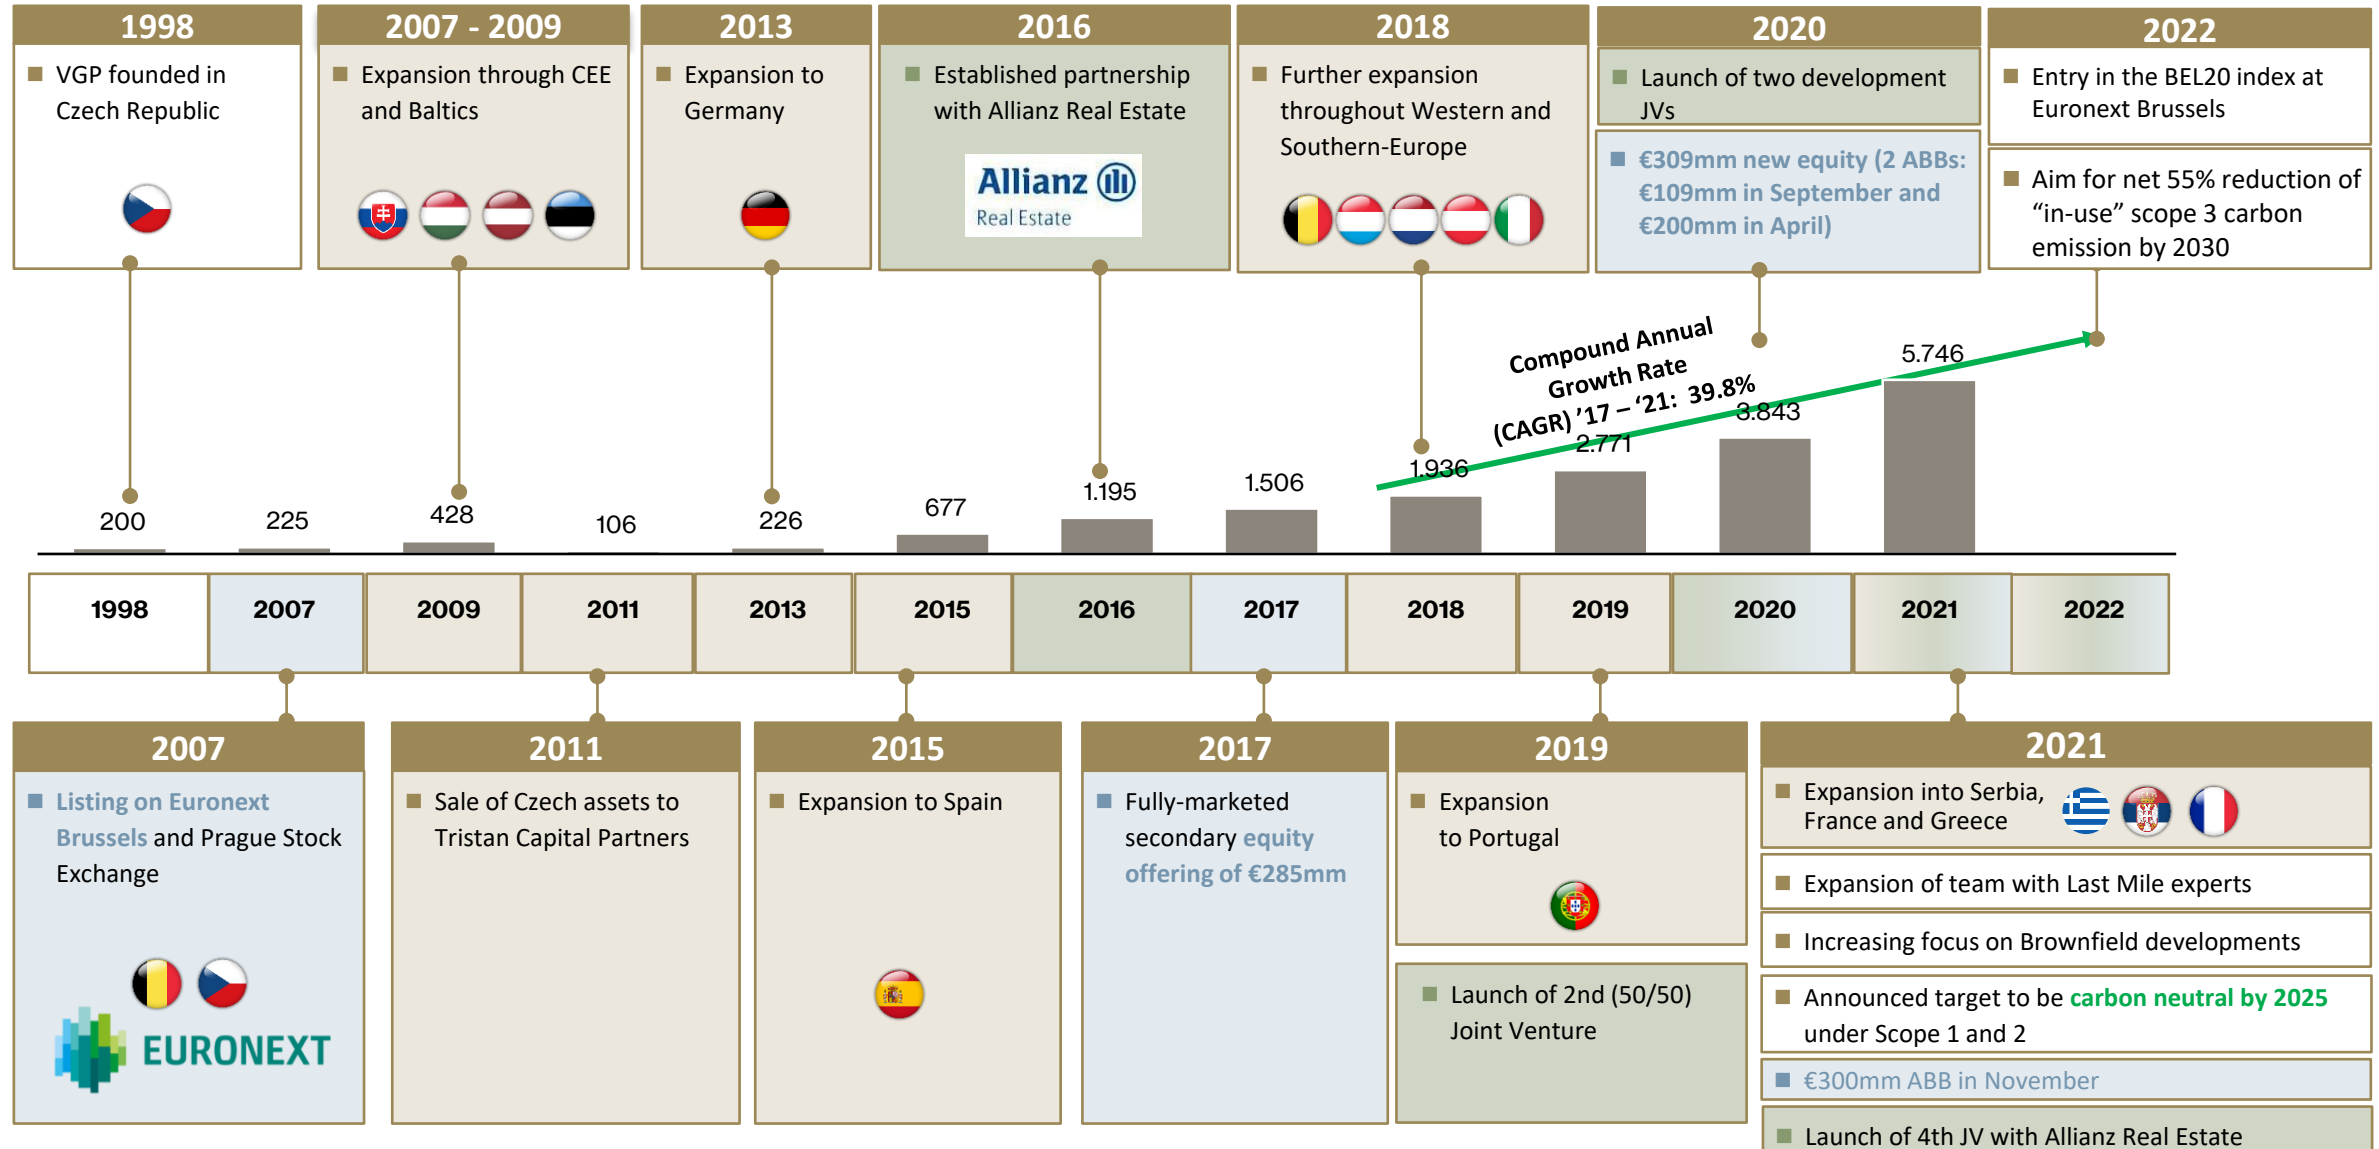 1998
VGP founded in
Czech Republic
2007 - 2009
Expansion through CEE
and Baltics
2013
Expansion to
Germany
2016
Established partnership
with Allianz Real Estate
Allianz
Real Estate
2018
Further expansion
throughout Western and
Southern-Europe
2020
Launch of two development
JVs
€309mm new equity (2 ABBs:
€109mm in September and
€200mm in April)
2022
Entry in the BEL20 index at
Euronext Brussels
Aim for net 55% reduction of
“in-use” scope 3 carbon
emission by 2030
Compound Annual
Growth Rate
(CAGR) ’17 – ‘21: 39.8%
200
225
428
106
226
677
1.195
1.506
1.936
2.771
3.843
5.746
1998
2007
2009
2011
2013
2015
2016
2017
2018
2019
2020
2021
2022
2007
Listing on Euronext
Brussels and Prague Stock
Exchange
EURONEXT
2011
Sale of Czech assets to
Tristan Capital Partners
2015
Expansion to Spain
2017
Fully-marketed
secondary equity
offering of €285mm
2019
Expansion
to Portugal
Launch of 2nd (50/50)
Joint Venture
2021
Expansion into Serbia,
France and Greece
Expansion of team with Last Mile experts
Increasing focus on Brownfield developments
Announced target to be carbon neutral by 2025
under Scope 1 and 2
€300mm ABB in November
Launch of 4th JV with Allianz Real Estate